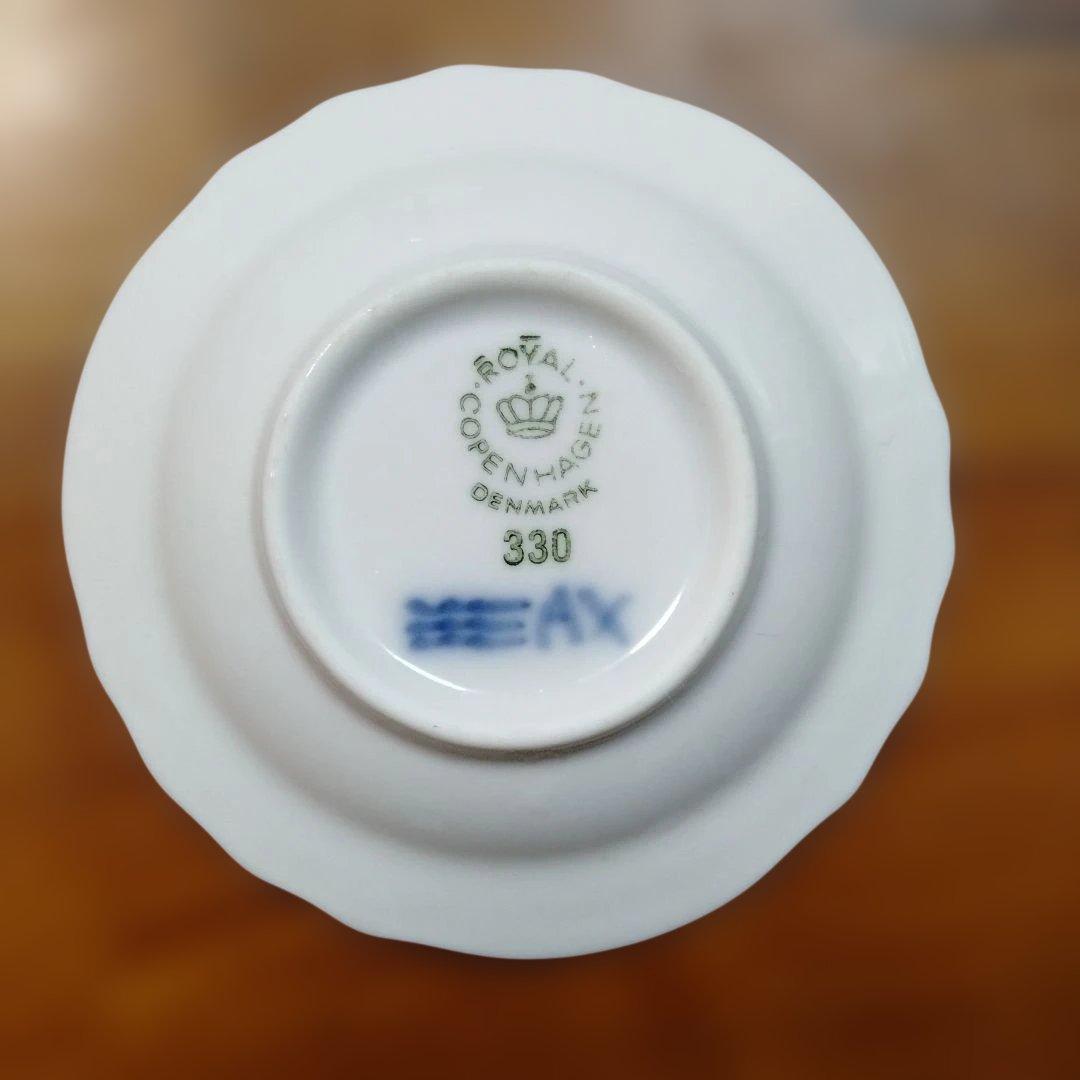 ROYAL
COPENHAGEN
DENMARK
330
AX